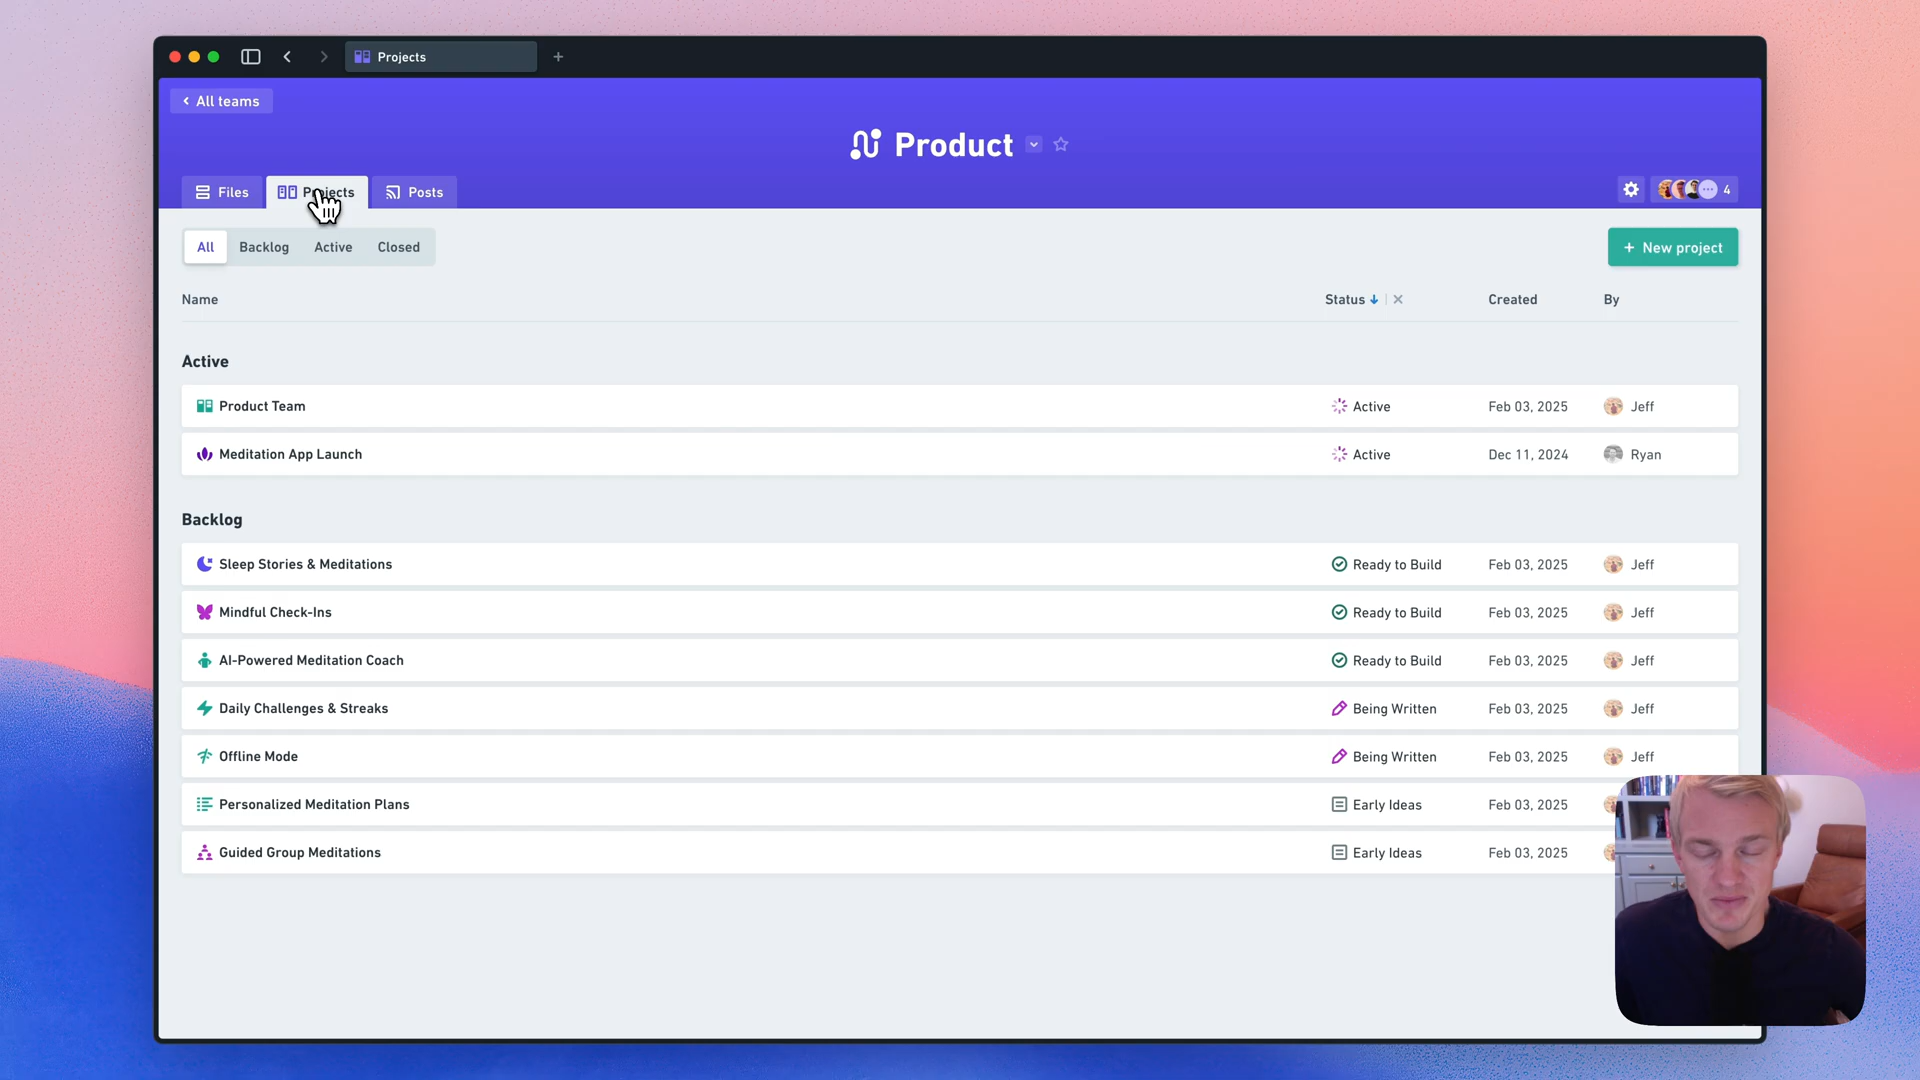 Projects
All teams
Product
Files
Projects
Posts
4
All
Backlog
Active
Closed
+ New project
Name
Status
Created
By
Active
Product Team
Active
Feb 03, 2025
Jeff
Meditation App Launch
Active
Dec 11, 2024
Ryan
Backlog
Sleep Stories & Meditations
Ready to Build
Feb 03, 2025
Jeff
Mindful Check-Ins
Ready to Build
Feb 03, 2025
Jeff
AI-Powered Meditation Coach
Ready to Build
Feb 03, 2025
Jeff
Daily Challenges & Streaks
Being Written
Feb 03, 2025
Jeff
Offline Mode
Being Written
Feb 03, 2025
Jeff
Personalized Meditation Plans
Early Ideas
Feb 03, 2025
Guided Group Meditations
Early Ideas
Feb 03, 2025